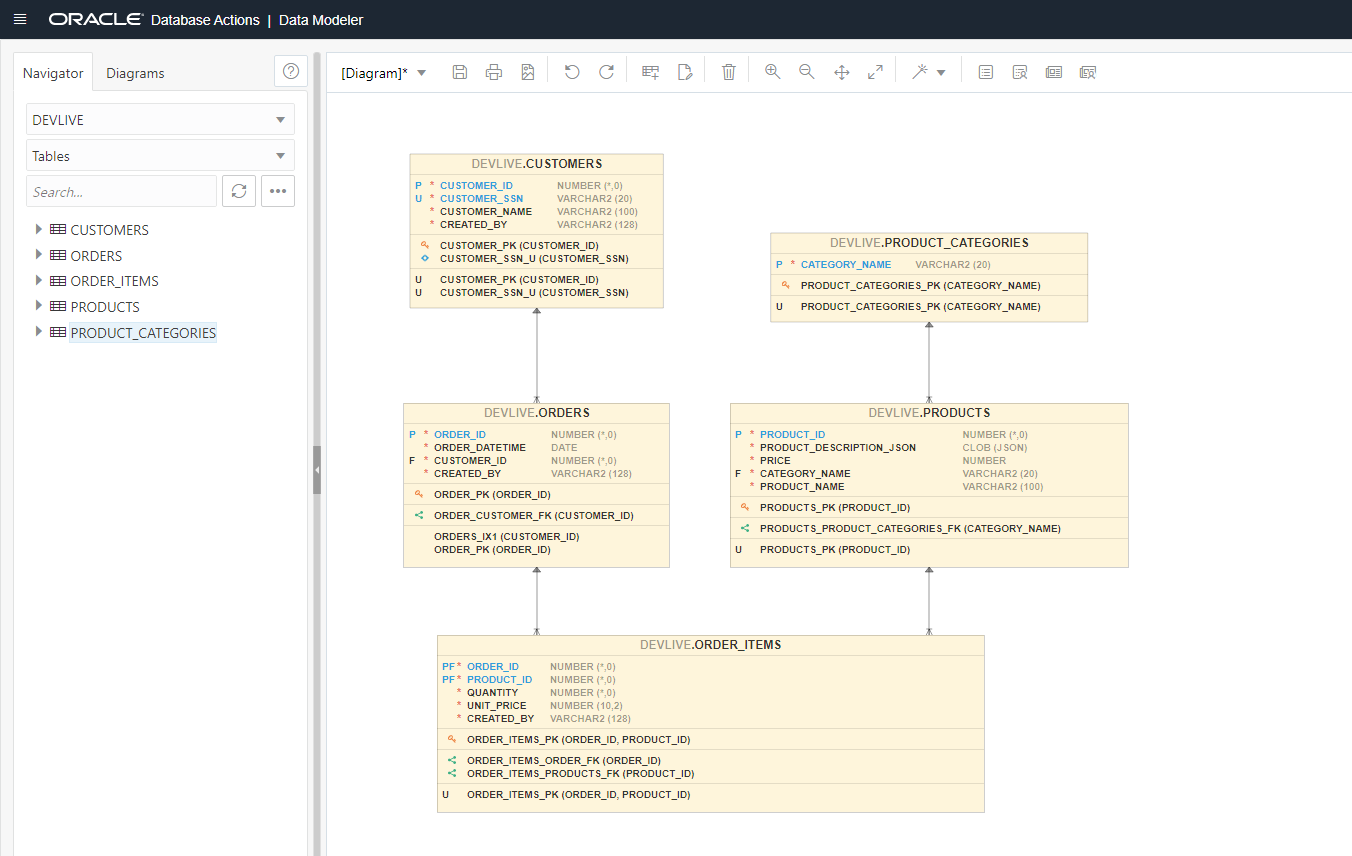 ORACLE® Database Actions | Data Modeler
Navigator Diagrams
[Diagram]*
DEVLIVE
Tables
Search...
CUSTOMERS
ORDERS
ORDER_ITEMS
PRODUCTS
PRODUCT_CATEGORIES
DEVLIVE.CUSTOMERS
P * CUSTOMER_ID NUMBER (*,0)
U * CUSTOMER_SSN VARCHAR2 (20)
* CUSTOMER_NAME VARCHAR2 (100)
* CREATED_BY VARCHAR2 (128)
CUSTOMER_PK (CUSTOMER_ID)
CUSTOMER_SSN_U (CUSTOMER_SSN)
U CUSTOMER_PK (CUSTOMER_ID)
U CUSTOMER_SSN_U (CUSTOMER_SSN)
DEVLIVE.PRODUCT_CATEGORIES
P * CATEGORY_NAME VARCHAR2 (20)
PRODUCT_CATEGORIES_PK (CATEGORY_NAME)
U PRODUCT_CATEGORIES_PK (CATEGORY_NAME)
DEVLIVE.ORDERS
P * ORDER_ID NUMBER (*,0)
* ORDER_DATETIME DATE
F * CUSTOMER_ID NUMBER (*,0)
* CREATED_BY VARCHAR2 (128)
ORDER_PK (ORDER_ID)
ORDER_CUSTOMER_FK (CUSTOMER_ID)
ORDERS_IX1 (CUSTOMER_ID)
ORDER_PK (ORDER_ID)
DEVLIVE.PRODUCTS
P * PRODUCT_ID NUMBER (*,0)
* PRODUCT_DESCRIPTION_JSON CLOB (JSON)
* PRICE NUMBER
F * CATEGORY_NAME VARCHAR2 (20)
* PRODUCT_NAME VARCHAR2 (100)
PRODUCTS_PK (PRODUCT_ID)
PRODUCTS_PRODUCT_CATEGORIES_FK (CATEGORY_NAME)
U PRODUCTS_PK (PRODUCT_ID)
DEVLIVE.ORDER_ITEMS
PF* ORDER_ID NUMBER (*,0)
PF* PRODUCT_ID NUMBER (*,0)
* QUANTITY NUMBER (*,0)
* UNIT_PRICE NUMBER (10,2)
* CREATED_BY VARCHAR2 (128)
ORDER_ITEMS_PK (ORDER_ID, PRODUCT_ID)
ORDER_ITEMS_ORDER_FK (ORDER_ID)
ORDER_ITEMS_PRODUCTS_FK (PRODUCT_ID)
U ORDER_ITEMS_PK (ORDER_ID, PRODUCT_ID)